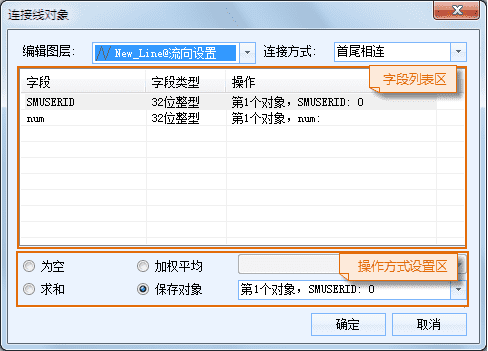 连接线对象
编辑图层: New_Line@流向设置 连接方式: 首尾相连
字段列表区
字段 字段类型 操作
SMUSERID 32位整型 第1个对象, SMUSERID: 0
num 32位整型 第1个对象, num:
为空 加权平均 操作方式设置区
求和 保存对象 第1个对象, SMUSERID: 0
确定 取消